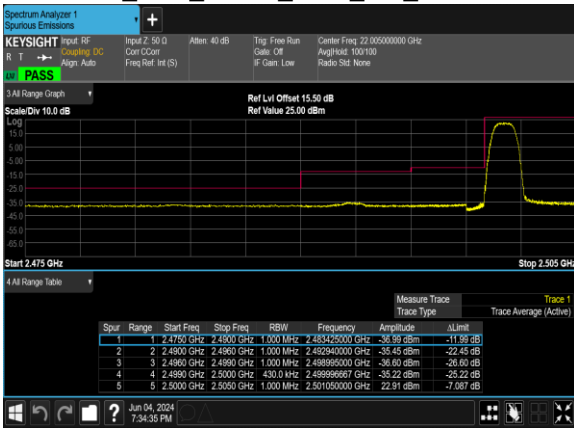 Spectrum Analyzer 1
Spurious Emissions
KEYSIGHT Input: RF Input Z: 50 Ω Atten: 40 dB Trig: Free Run Center Freq: 22.005000000 GHz
R T Coupling: DC Corr CCorr Gate: Off Avg|Hold: 100/100
Align: Auto Freq Ref: Int (S) IF Gain: Low Radio Std: None
PASS
3 All Range Graph
Ref Lvl Offset 15.50 dB
Scale/Div 10.0 dB Ref Value 25.00 dBm
Log
15.0
5.00
-5.00
-15.0
-25.0
-35.0
-45.0
-55.0
-65.0
Start 2.475 GHz Stop 2.505 GHz
4 All Range Table
Measure Trace Trace 1
Trace Type Trace Average (Active)
Spur Range Start Freq Stop Freq RBW Frequency Amplitude ΔLimit
1 1 2.4750 GHz 2.4900 GHz 1.000 MHz 2.483425000 GHz -36.99 dBm -11.99 dB
2 2 2.4900 GHz 2.4960 GHz 1.000 MHz 2.492940000 GHz -35.45 dBm -22.45 dB
3 3 2.4960 GHz 2.4990 GHz 1.000 MHz 2.498995000 GHz -36.60 dBm -26.60 dB
4 4 2.4990 GHz 2.5000 GHz 430.0 kHz 2.499996667 GHz -35.22 dBm -25.22 dB
5 5 2.5000 GHz 2.5050 GHz 1.000 MHz 2.501050000 GHz 22.91 dBm -7.087 dB
Jun 04, 2024
7:34:35 PM